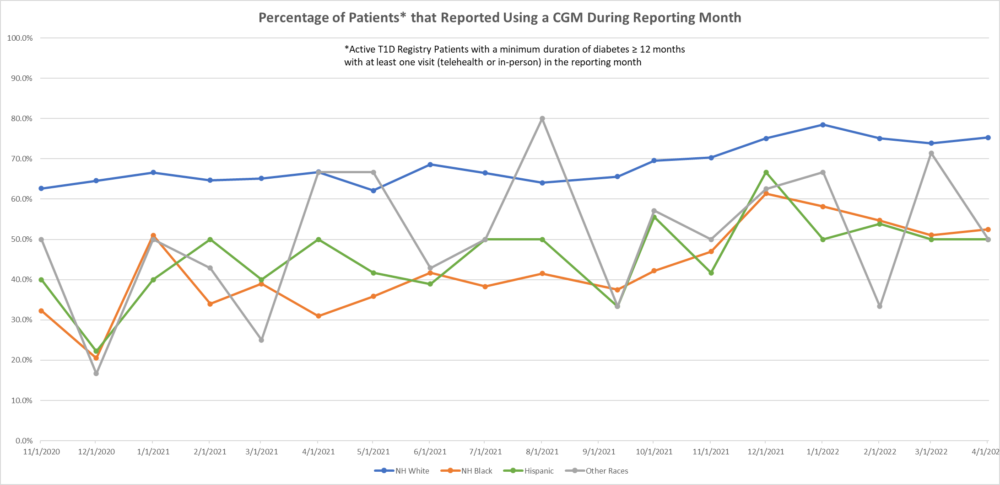 Percentage of Patients* that Reported Using a CGM During Reporting Month
*Active T1D Registry Patients with a minimum duration of diabetes ≥ 12 months
with at least one visit (telehealth or in-person) in the reporting month
100.0%
90.0%
80.0%
70.0%
60.0%
50.0%
40.0%
30.0%
20.0%
10.0%
0.0%
11/1/2020 12/1/2020 1/1/2021 2/1/2021 3/1/2021 4/1/2021 5/1/2021 6/1/2021 7/1/2021 8/1/2021 9/1/2021 10/1/2021 11/1/2021 12/1/2021 1/1/2022 2/1/2022 3/1/2022 4/1/202
NH White NH Black Hispanic Other Races